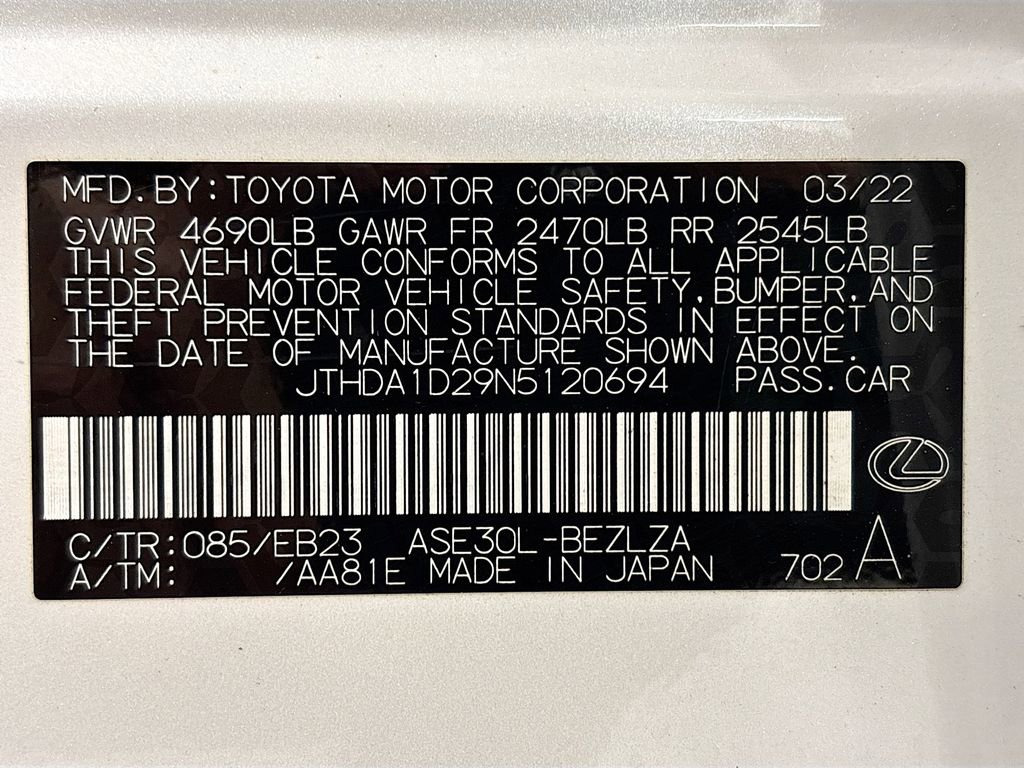 MFD.BY:TOYOTA MOTOR CORPORATION 03/22
GVWR 4690LB GAWR FR 2470LB RR 2545LB
THIS VEHICLE CONFORMS TO ALL APPLICABLE
FEDERAL MOTOR VEHICLE SAFETY,BUMPER,AND
THEFT PREVENTION STANDARDS IN EFFECT ON
THE DATE OF MANUFACTURE SHOWN ABOVE.
JTHDA1D29N5120694 PASS.CAR
C/TR:085/EB23 ASE30L-BEZLZA
A/TM: /AA81E MADE IN JAPAN 702 A